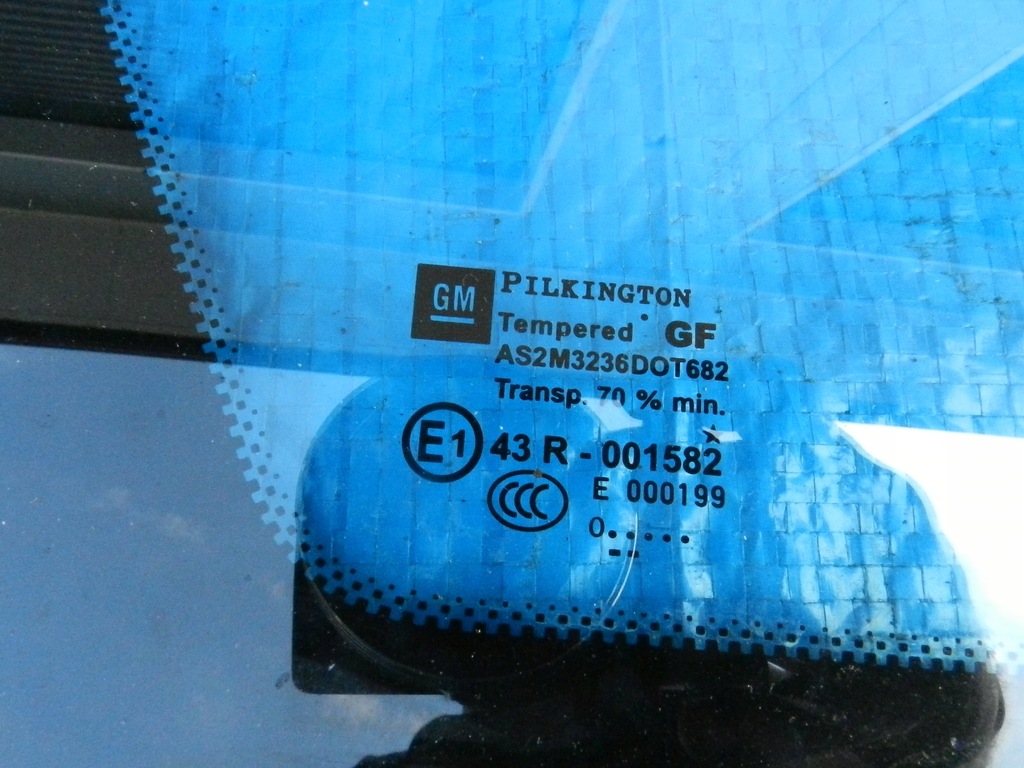 GM PILKINGTON
Tempered GF
AS2M3236DOT682
Transp. 70 % min.
E1 43 R - 001582
CCC E 000199
0